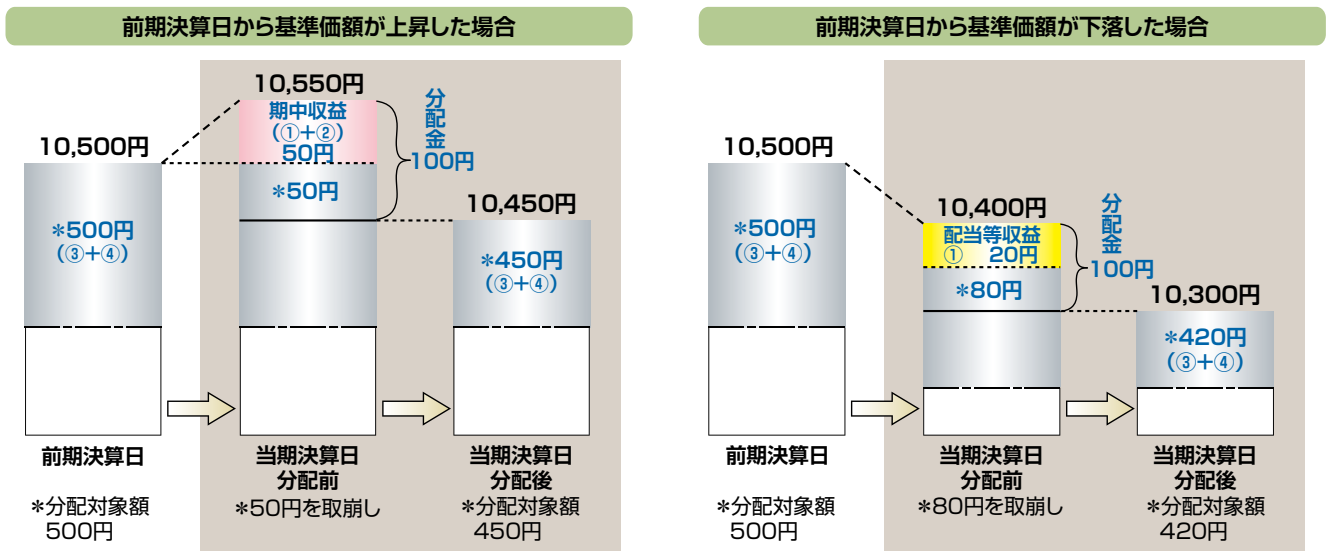 前期決算日から基準価額が上昇した場合
10,500円
*500円
(③+④)
10,550円
期中収益
(①+②)
50円
*50円
分配金
100円
10,450円
*450円
(③+④)
前期決算日
*分配対象額
500円
当期決算日
分配前
*50円を取崩し
当期決算日
分配後
*分配対象額
450円
前期決算日から基準価額が下落した場合
10,500円
*500円
(③+④)
10,400円
配当等収益
① 20円
*80円
分配金
100円
10,300円
*420円
(③+④)
前期決算日
*分配対象額
500円
当期決算日
分配前
*80円を取崩し
当期決算日
分配後
*分配対象額
420円